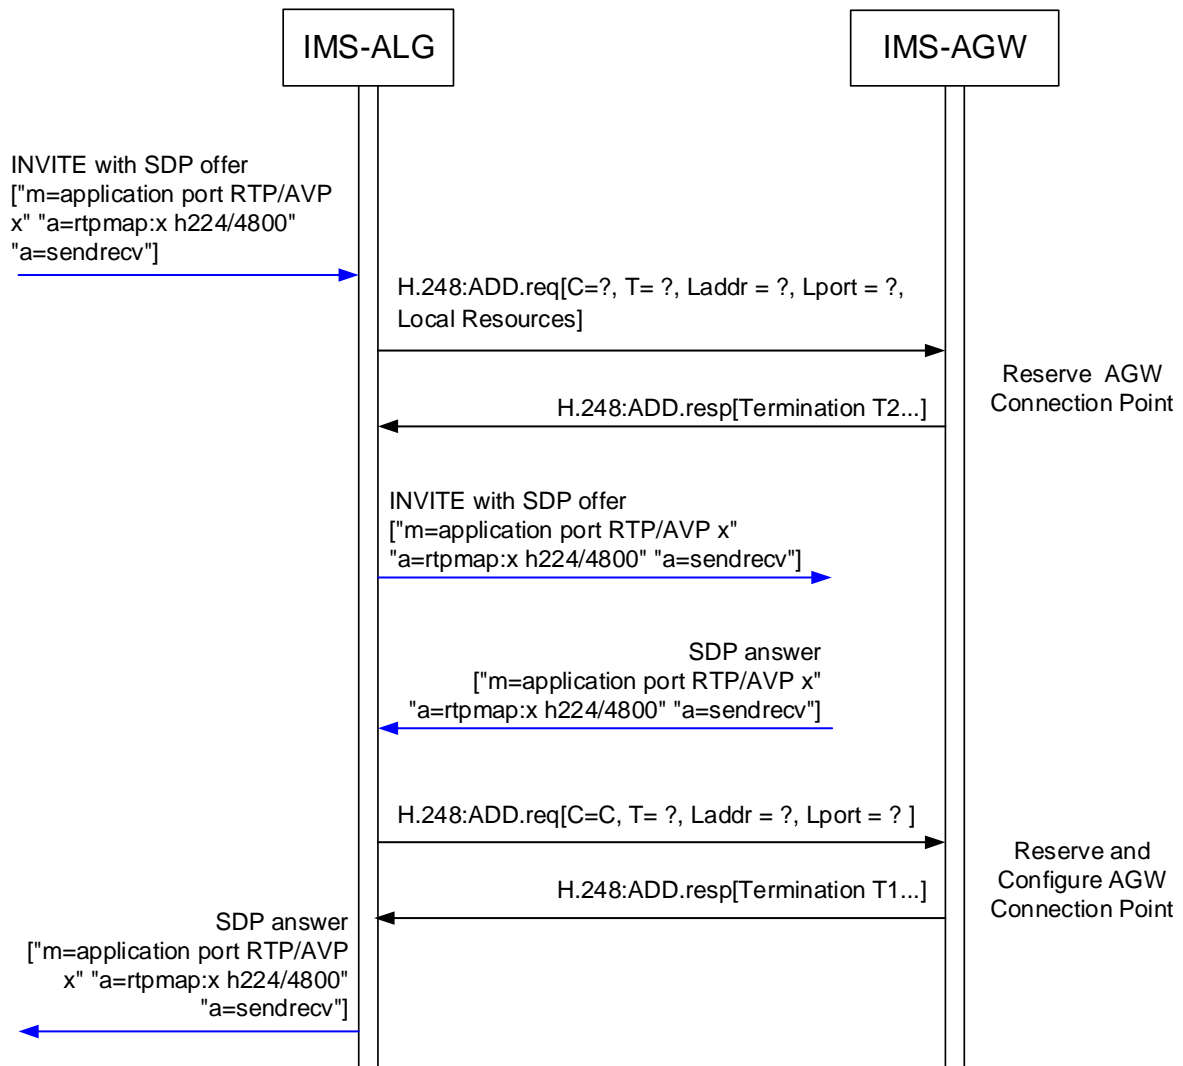 IMS-ALG
IMS-AGW
INVITE with SDP offer
["m=application port RTP/AVP
x" "a=rtpmap:x h224/4800"
"a=sendrecv"]
H.248:ADD.req[C=?, T= ?, Laddr = ?, Lport = ?,
Local Resources]
Reserve  AGW
Connection Point
H.248:ADD.resp[Termination T2...]
INVITE with SDP offer
["m=application port RTP/AVP x"
"a=rtpmap:x h224/4800" "a=sendrecv"]
SDP answer
["m=application port RTP/AVP x"
"a=rtpmap:x h224/4800" "a=sendrecv"]
H.248:ADD.req[C=C, T= ?, Laddr = ?, Lport = ? ]
Reserve and
Configure AGW
Connection Point
H.248:ADD.resp[Termination T1...]
SDP answer
["m=application port RTP/AVP
x" "a=rtpmap:x h224/4800"
"a=sendrecv"]